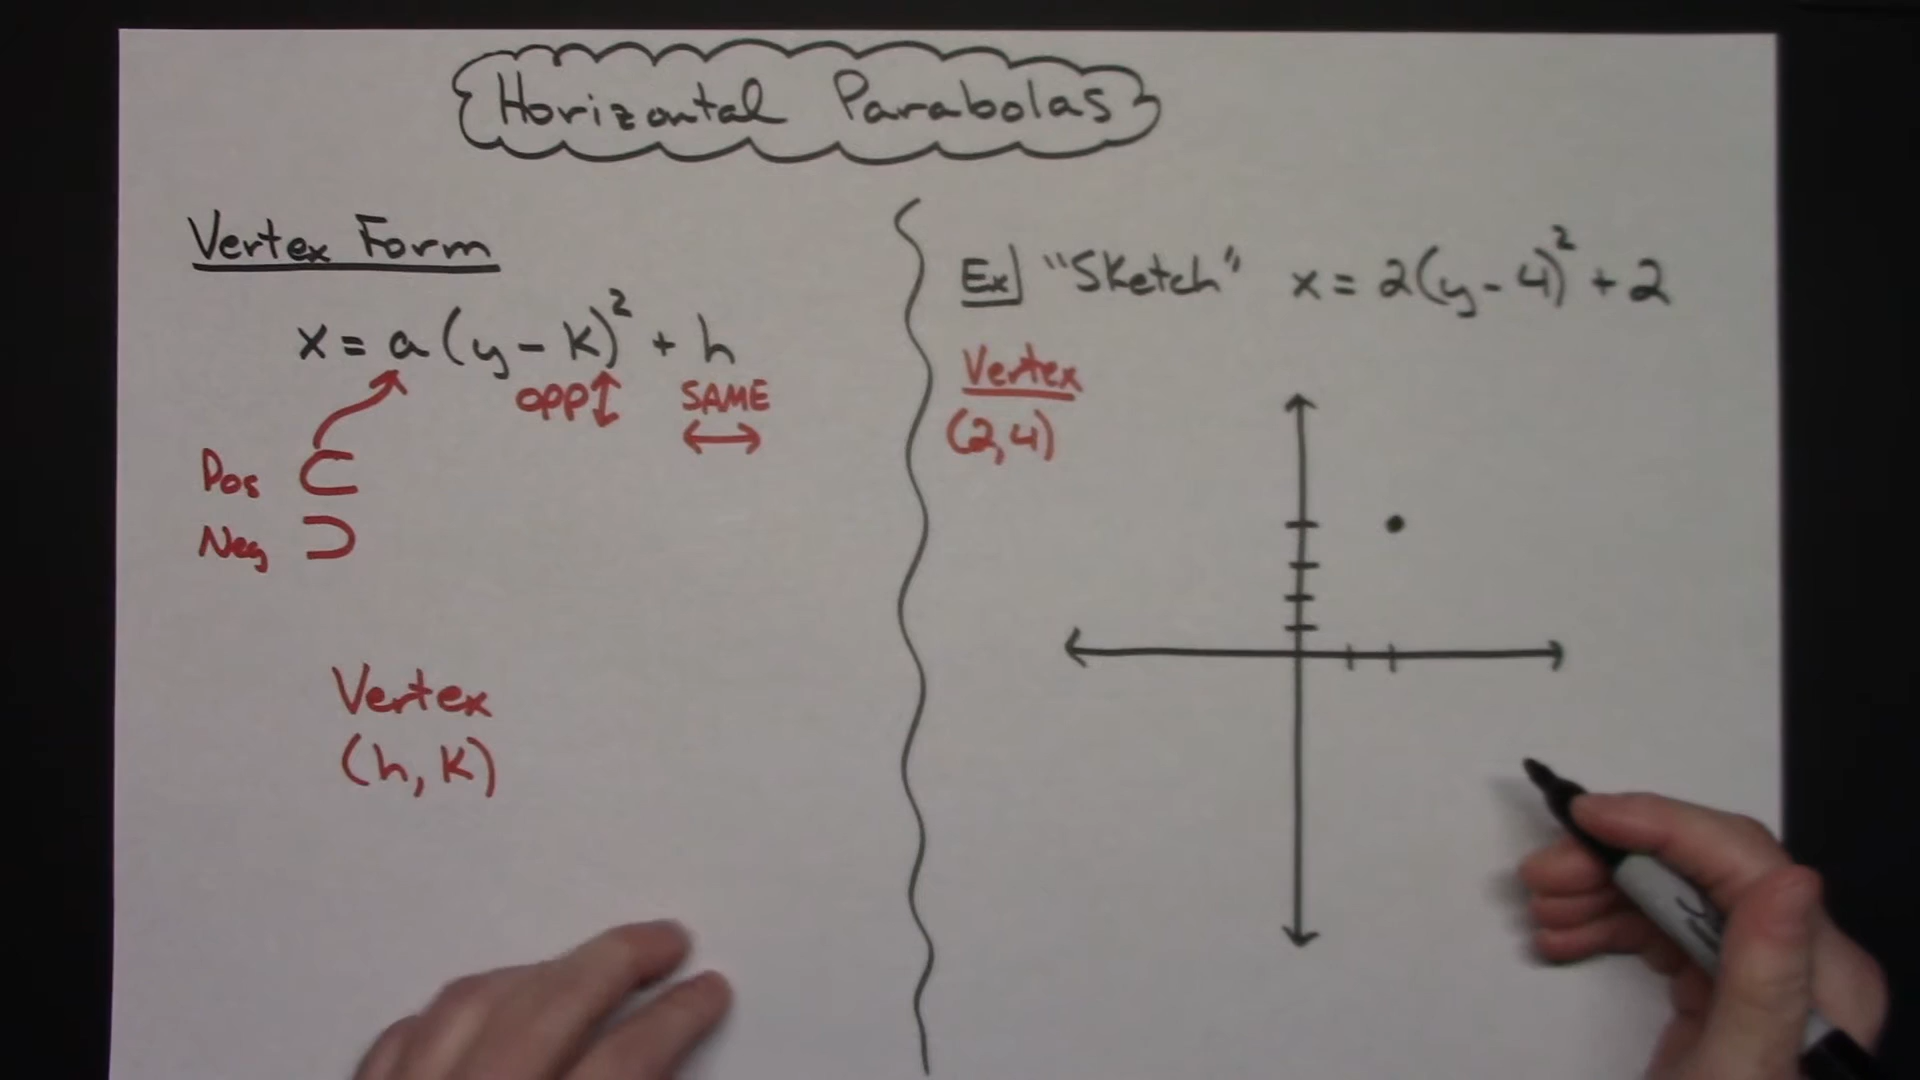 Horizontal Parabolas
Vertex Form
x = a(y - k)² + h
OPP↕ SAME
↔
Pos ⊂
Neg ⊃
Vertex
(h, k)
Ex] "Sketch" x = 2(y - 4)² + 2
Vertex
(2,4)